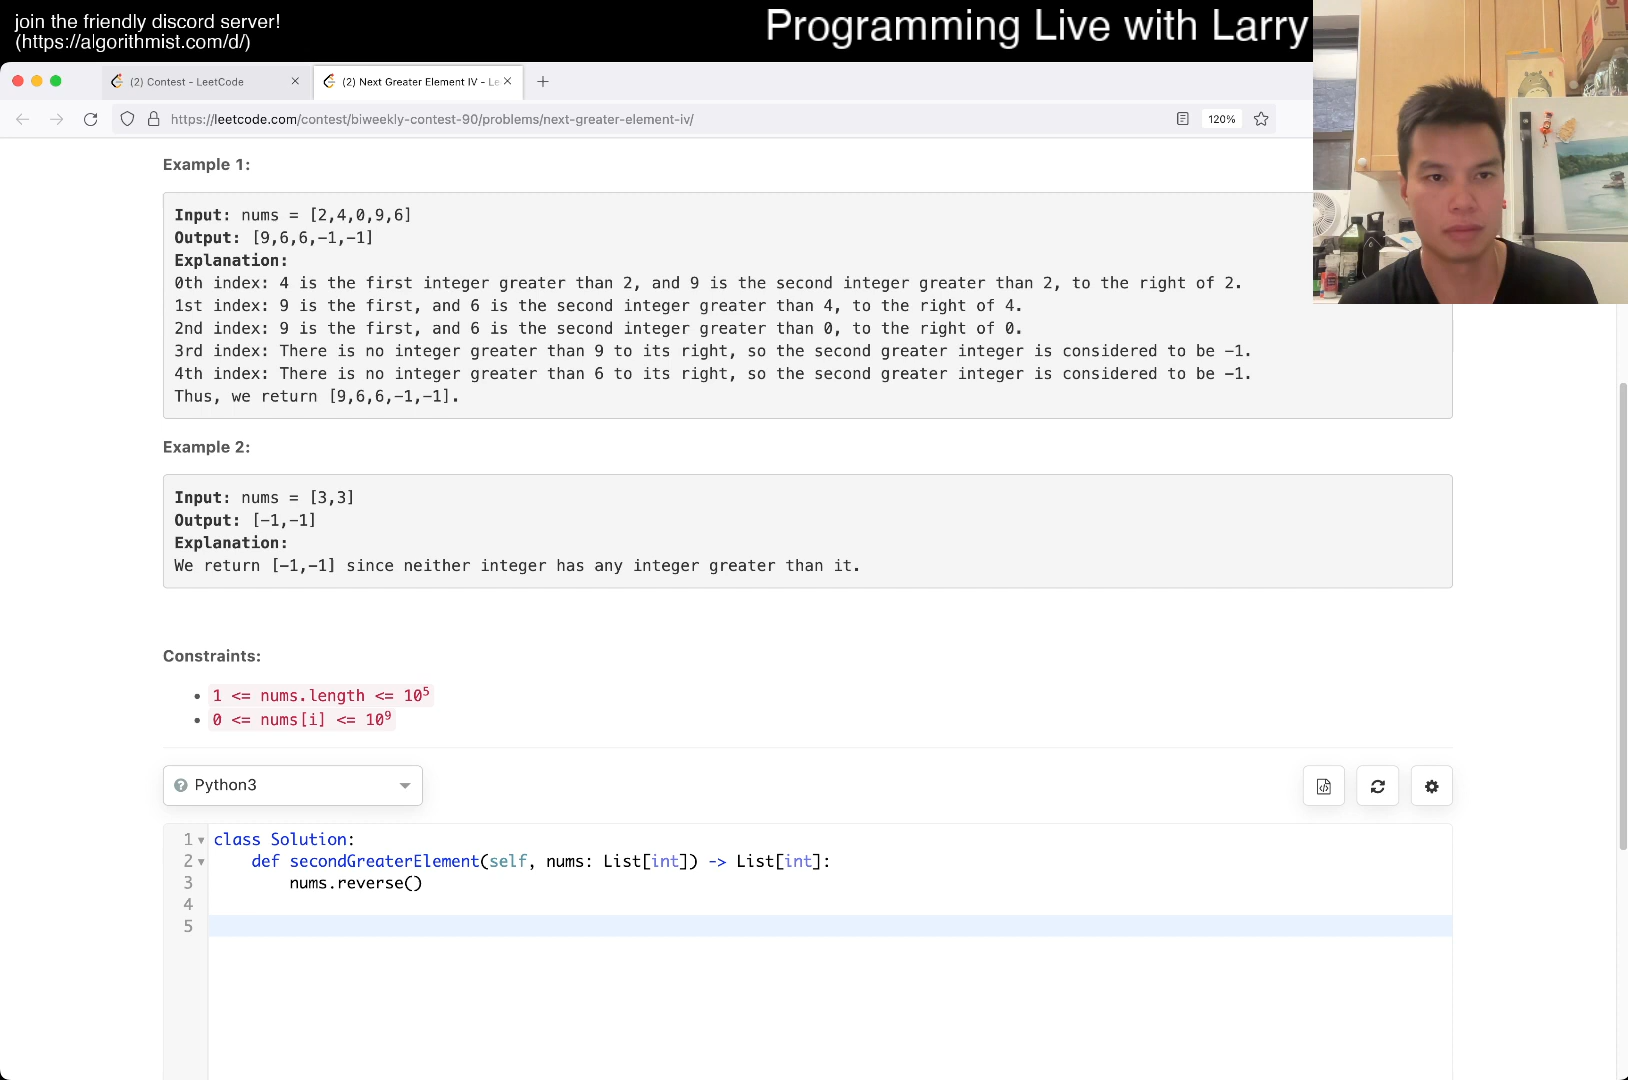 join the friendly discord server!
(https://algorithmist.com/d/)
Programming Live with Larry
(2) Contest - LeetCode
(2) Next Greater Element IV - Le
https://leetcode.com/contest/biweekly-contest-90/problems/next-greater-element-iv/
120%
Example 1:
Input: nums = [2,4,0,9,6]
Output: [9,6,6,-1,-1]
Explanation:
0th index: 4 is the first integer greater than 2, and 9 is the second integer greater than 2, to the right of 2.
1st index: 9 is the first, and 6 is the second integer greater than 4, to the right of 4.
2nd index: 9 is the first, and 6 is the second integer greater than 0, to the right of 0.
3rd index: There is no integer greater than 9 to its right, so the second greater integer is considered to be -1.
4th index: There is no integer greater than 6 to its right, so the second greater integer is considered to be -1.
Thus, we return [9,6,6,-1,-1].
Example 2:
Input: nums = [3,3]
Output: [-1,-1]
Explanation:
We return [-1,-1] since neither integer has any integer greater than it.
Constraints:
• 1 <= nums.length <= 10⁵
• 0 <= nums[i] <= 10⁹
Python3
1 class Solution:
2     def secondGreaterElement(self, nums: List[int]) -> List[int]:
3         nums.reverse()
4
5